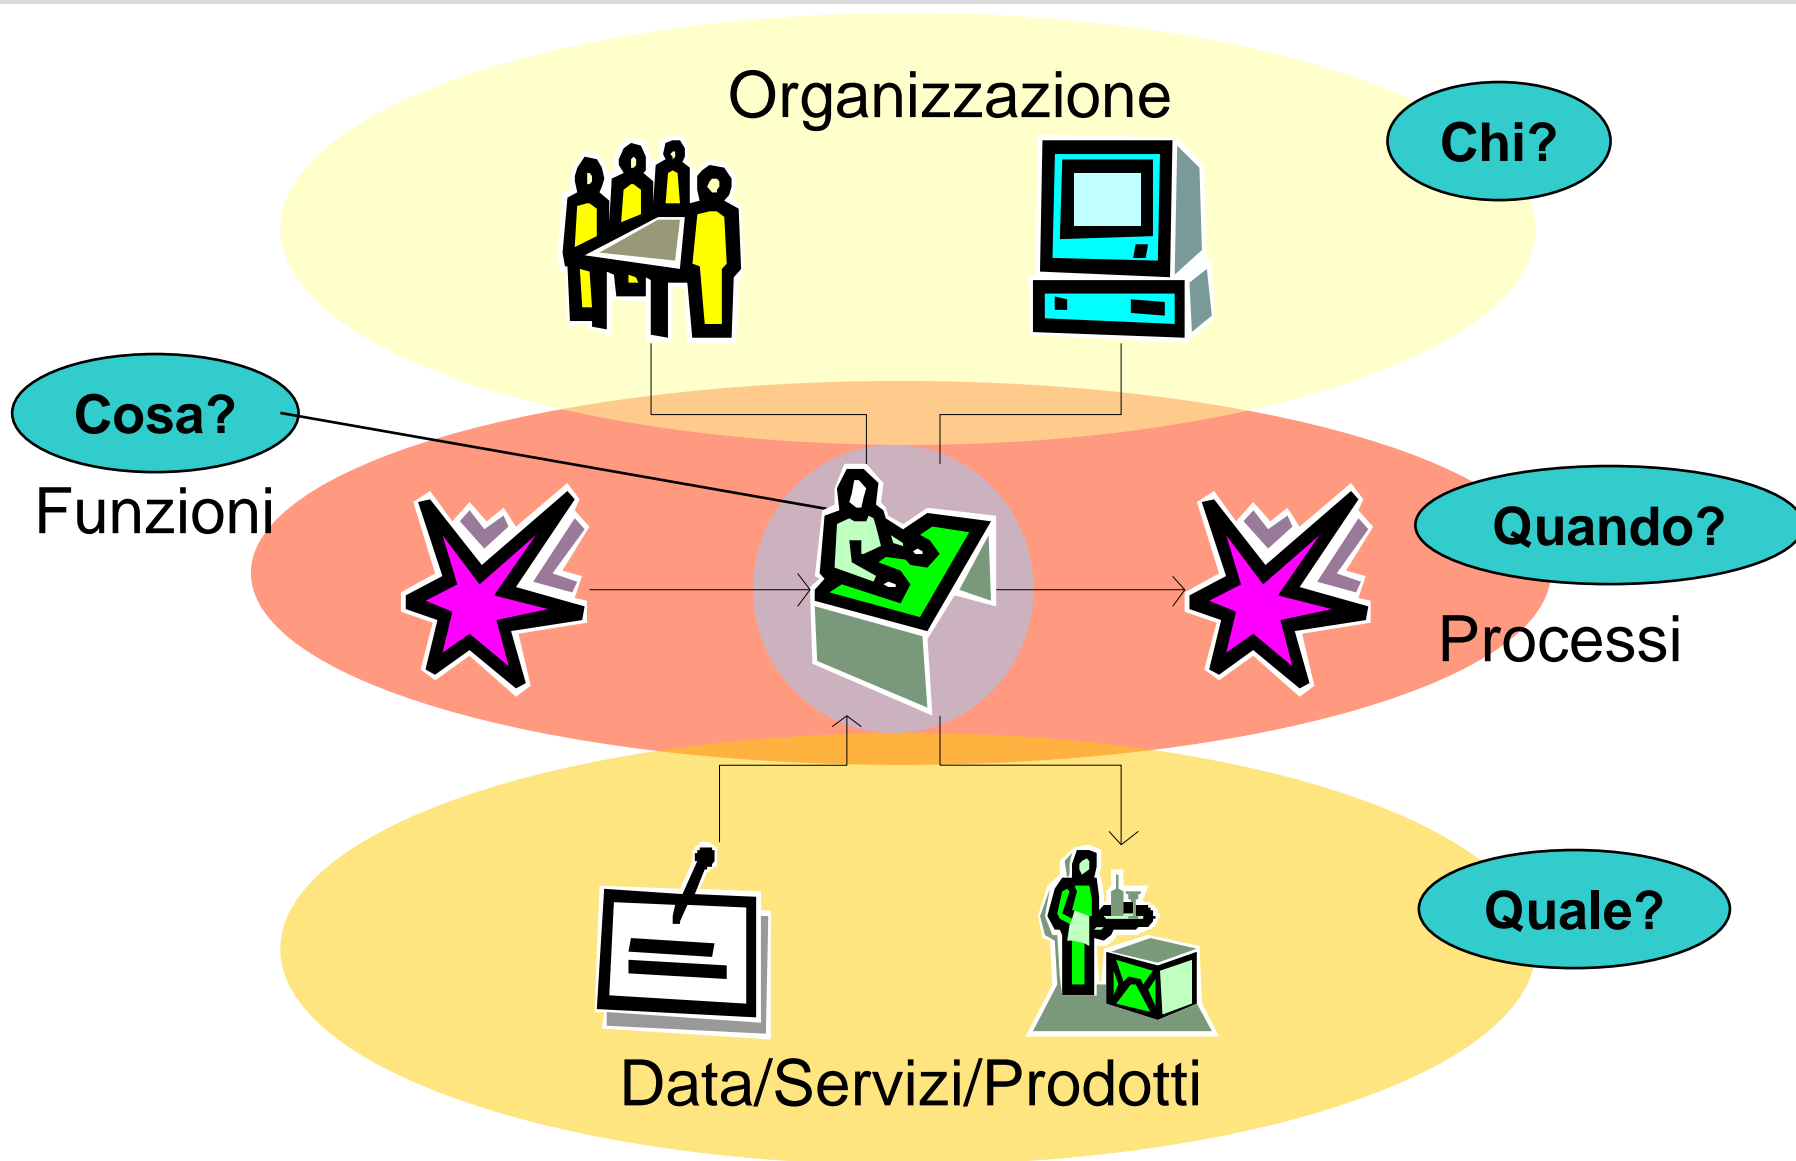 Organizzazione
Chi?
Cosa?
Funzioni
Quando?
Processi
Quale?
Data/Servizi/Prodotti